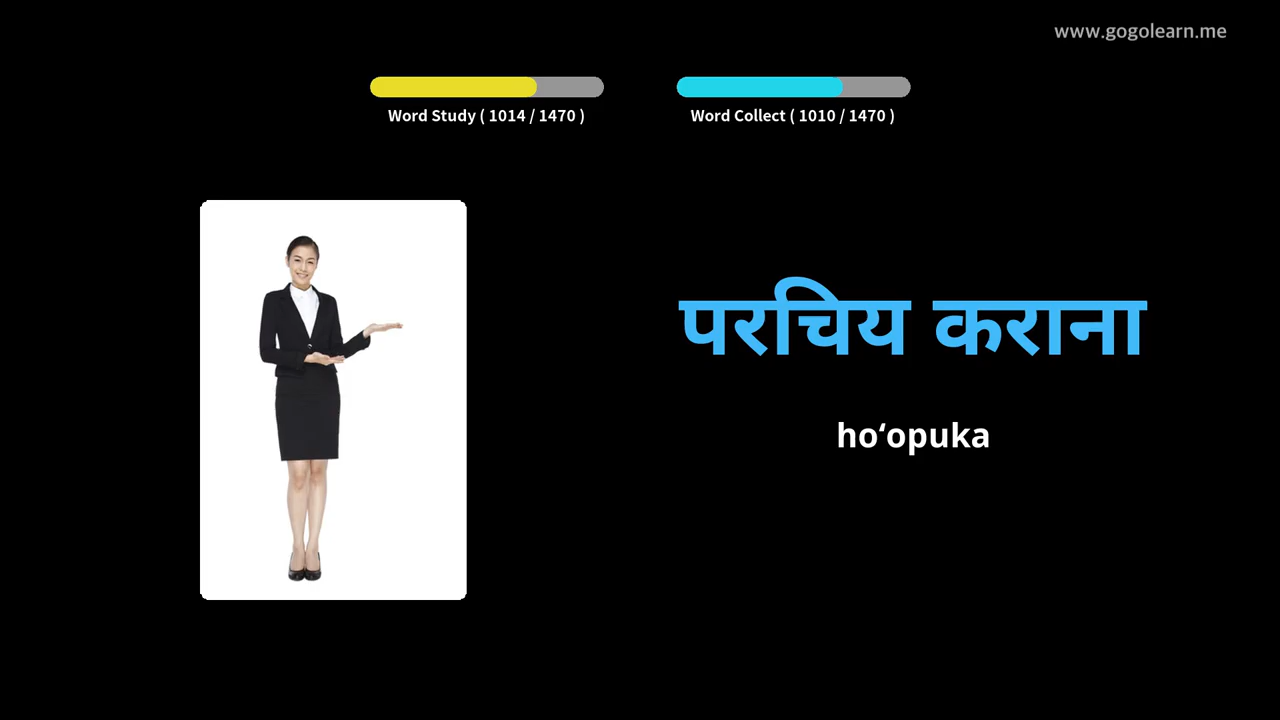 www.gogolearn.me
Word Study ( 1014 / 1470 )
Word Collect ( 1010 / 1470 )
परिचय कराना
hoʻopuka